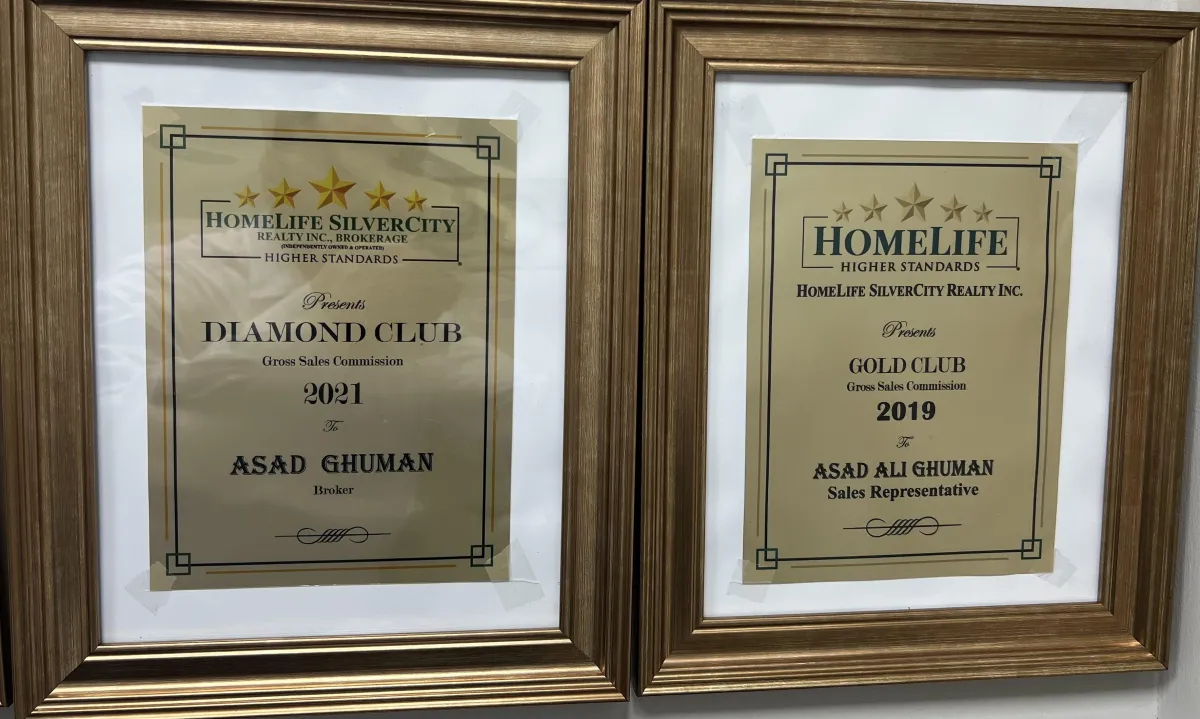 HOMELIFE SILVERCITY
REALTY INC., BROKERAGE
(INDEPENDENTLY OWNED & OPERATED)
HIGHER STANDARDS
Presents
DIAMOND CLUB
Gross Sales Commission
2021
To
ASAD GHUMAN
Broker
HOMELIFE
HIGHER STANDARDS
HOMELIFE SILVERCITY REALTY INC.
Presents
GOLD CLUB
Gross Sales Commission
2019
To
ASAD ALI GHUMAN
Sales Representative